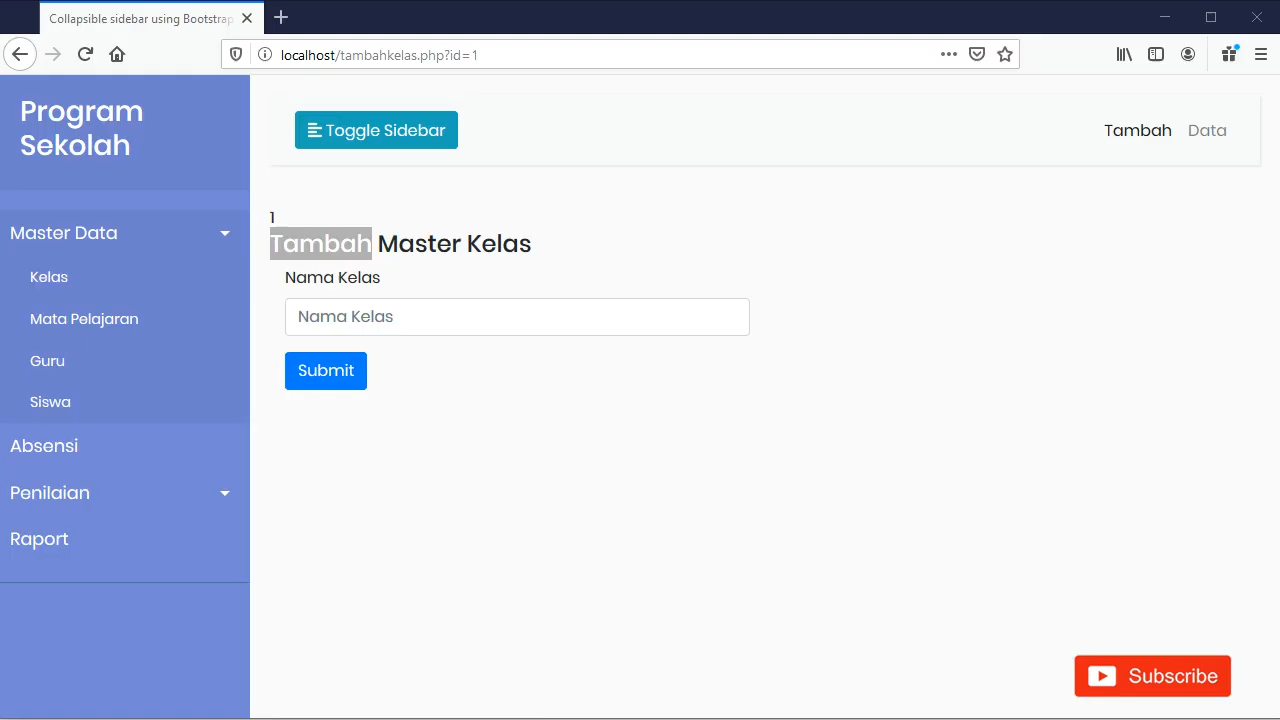 Collapsible sidebar using Bootstrap
localhost/tambahkelas.php?id=1
Program
Sekolah
Toggle Sidebar
Tambah
Data
Master Data
Kelas
Mata Pelajaran
Guru
Siswa
Absensi
Penilaian
Raport
1
Tambah Master Kelas
Nama Kelas
Nama Kelas
Submit
Subscribe